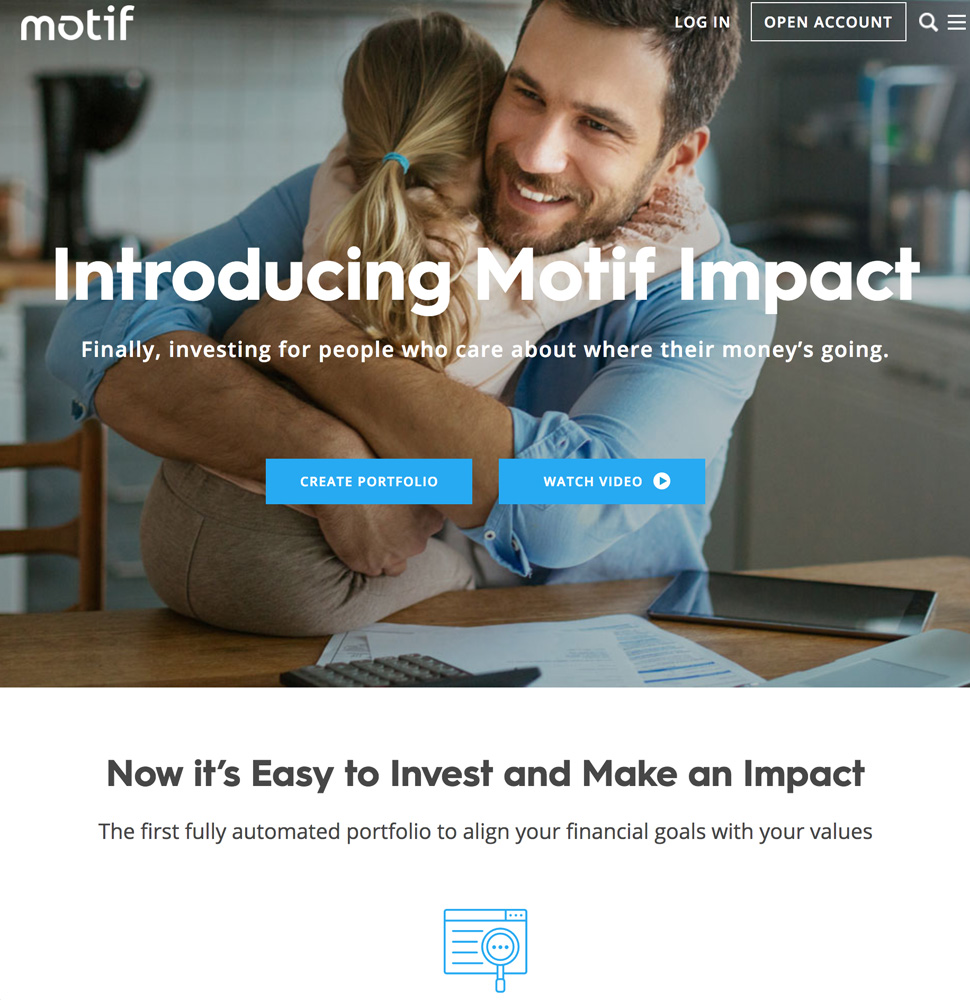 motif
LOG IN
OPEN ACCOUNT
Introducing Motif Impact
Finally, investing for people who care about where their money’s going.
CREATE PORTFOLIO
WATCH VIDEO
Now it’s Easy to Invest and Make an Impact
The first fully automated portfolio to align your financial goals with your values